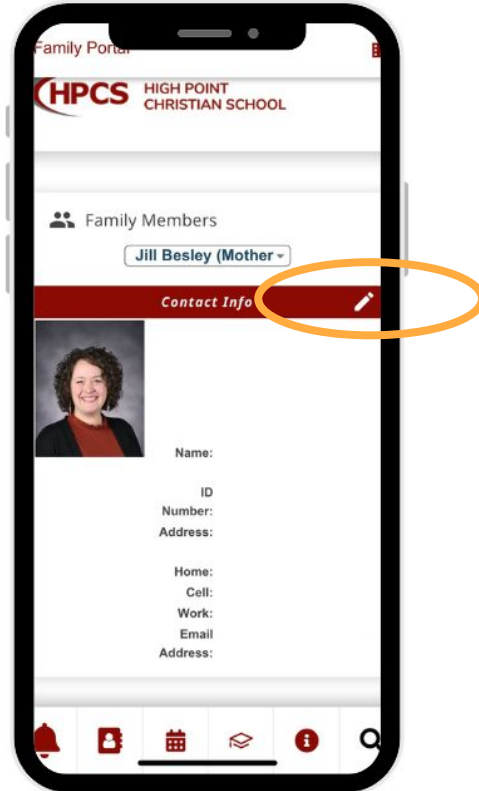 Family Portal
HPCS HIGH POINT
CHRISTIAN SCHOOL
Family Members
Jill Besley (Mother
Contact Info
Name:
ID
Number:
Address:
Home:
Cell:
Work:
Email
Address: